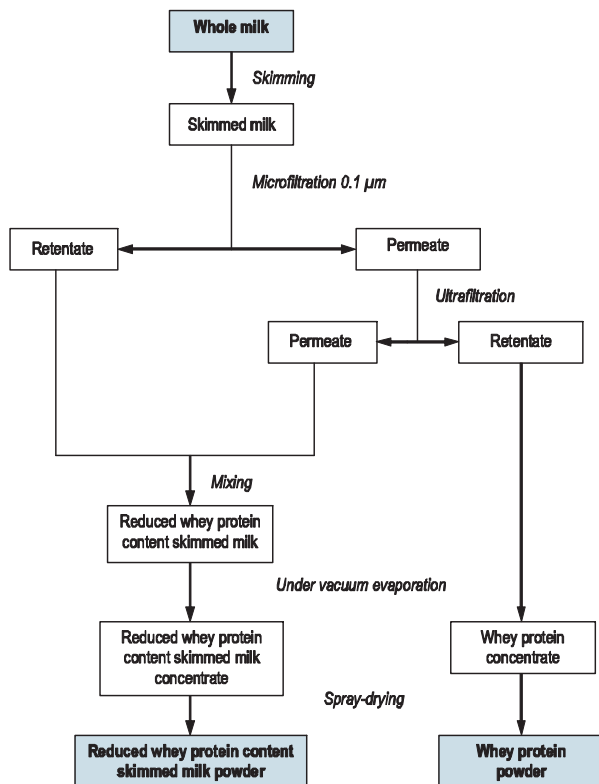 Whole milk
Skimming
Skimmed milk
Microfiltration 0.1 µm
Retentate
Permeate
Ultrafiltration
Permeate
Retentate
Mixing
Reduced whey protein
content skimmed milk
Under vacuum evaporation
Reduced whey protein
content skimmed milk
concentrate
Whey protein
concentrate
Spray-drying
Reduced whey protein content
skimmed milk powder
Whey protein
powder